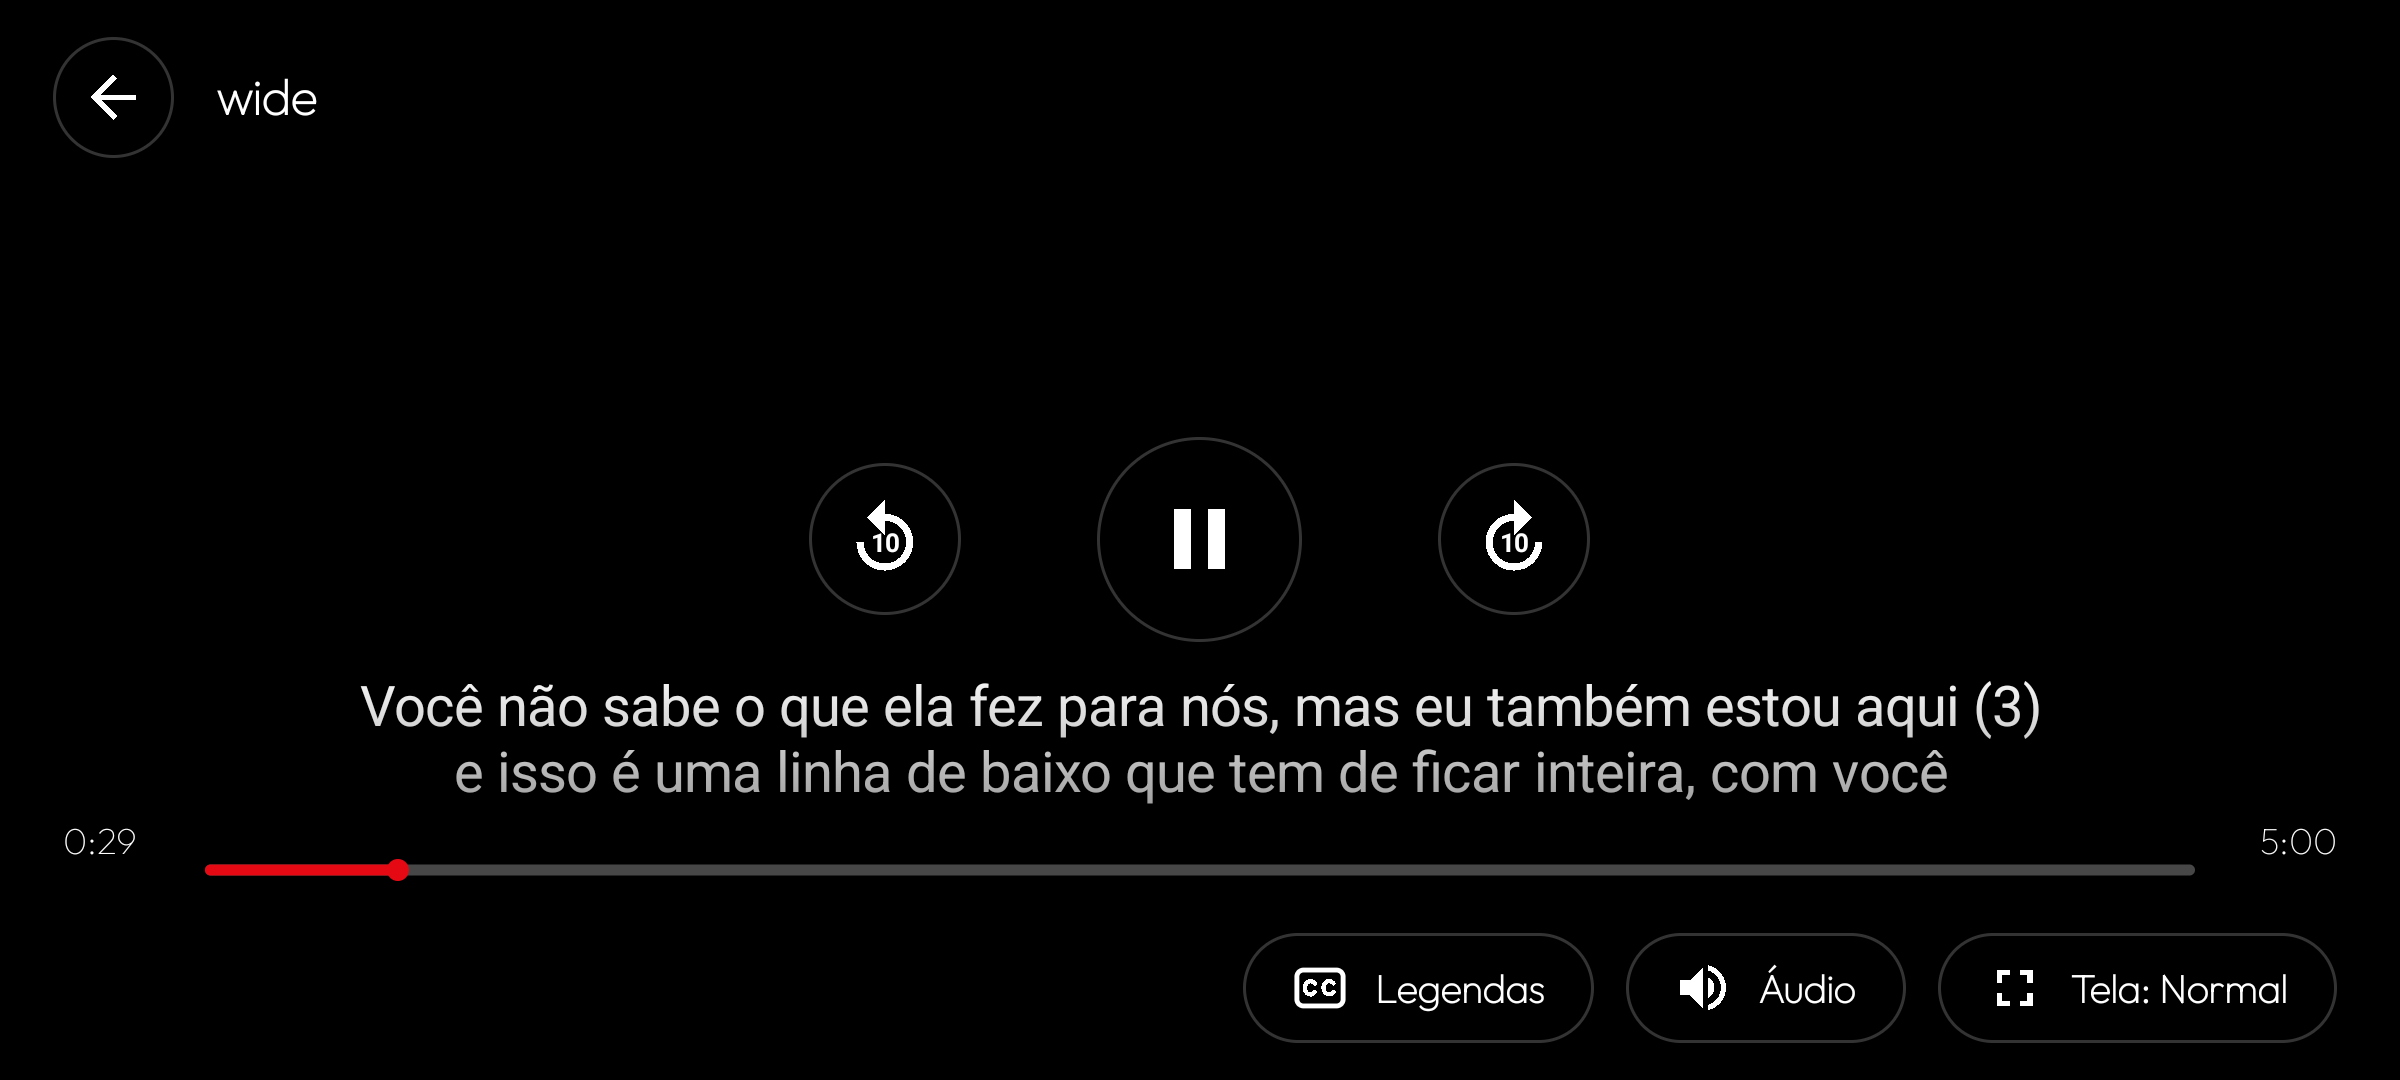 wide
10
10
Você não sabe o que ela fez para nós, mas eu também estou aqui (3)
e isso é uma linha de baixo que tem de ficar inteira, com você
0:29
5:00
CC Legendas
Áudio
Tela: Normal